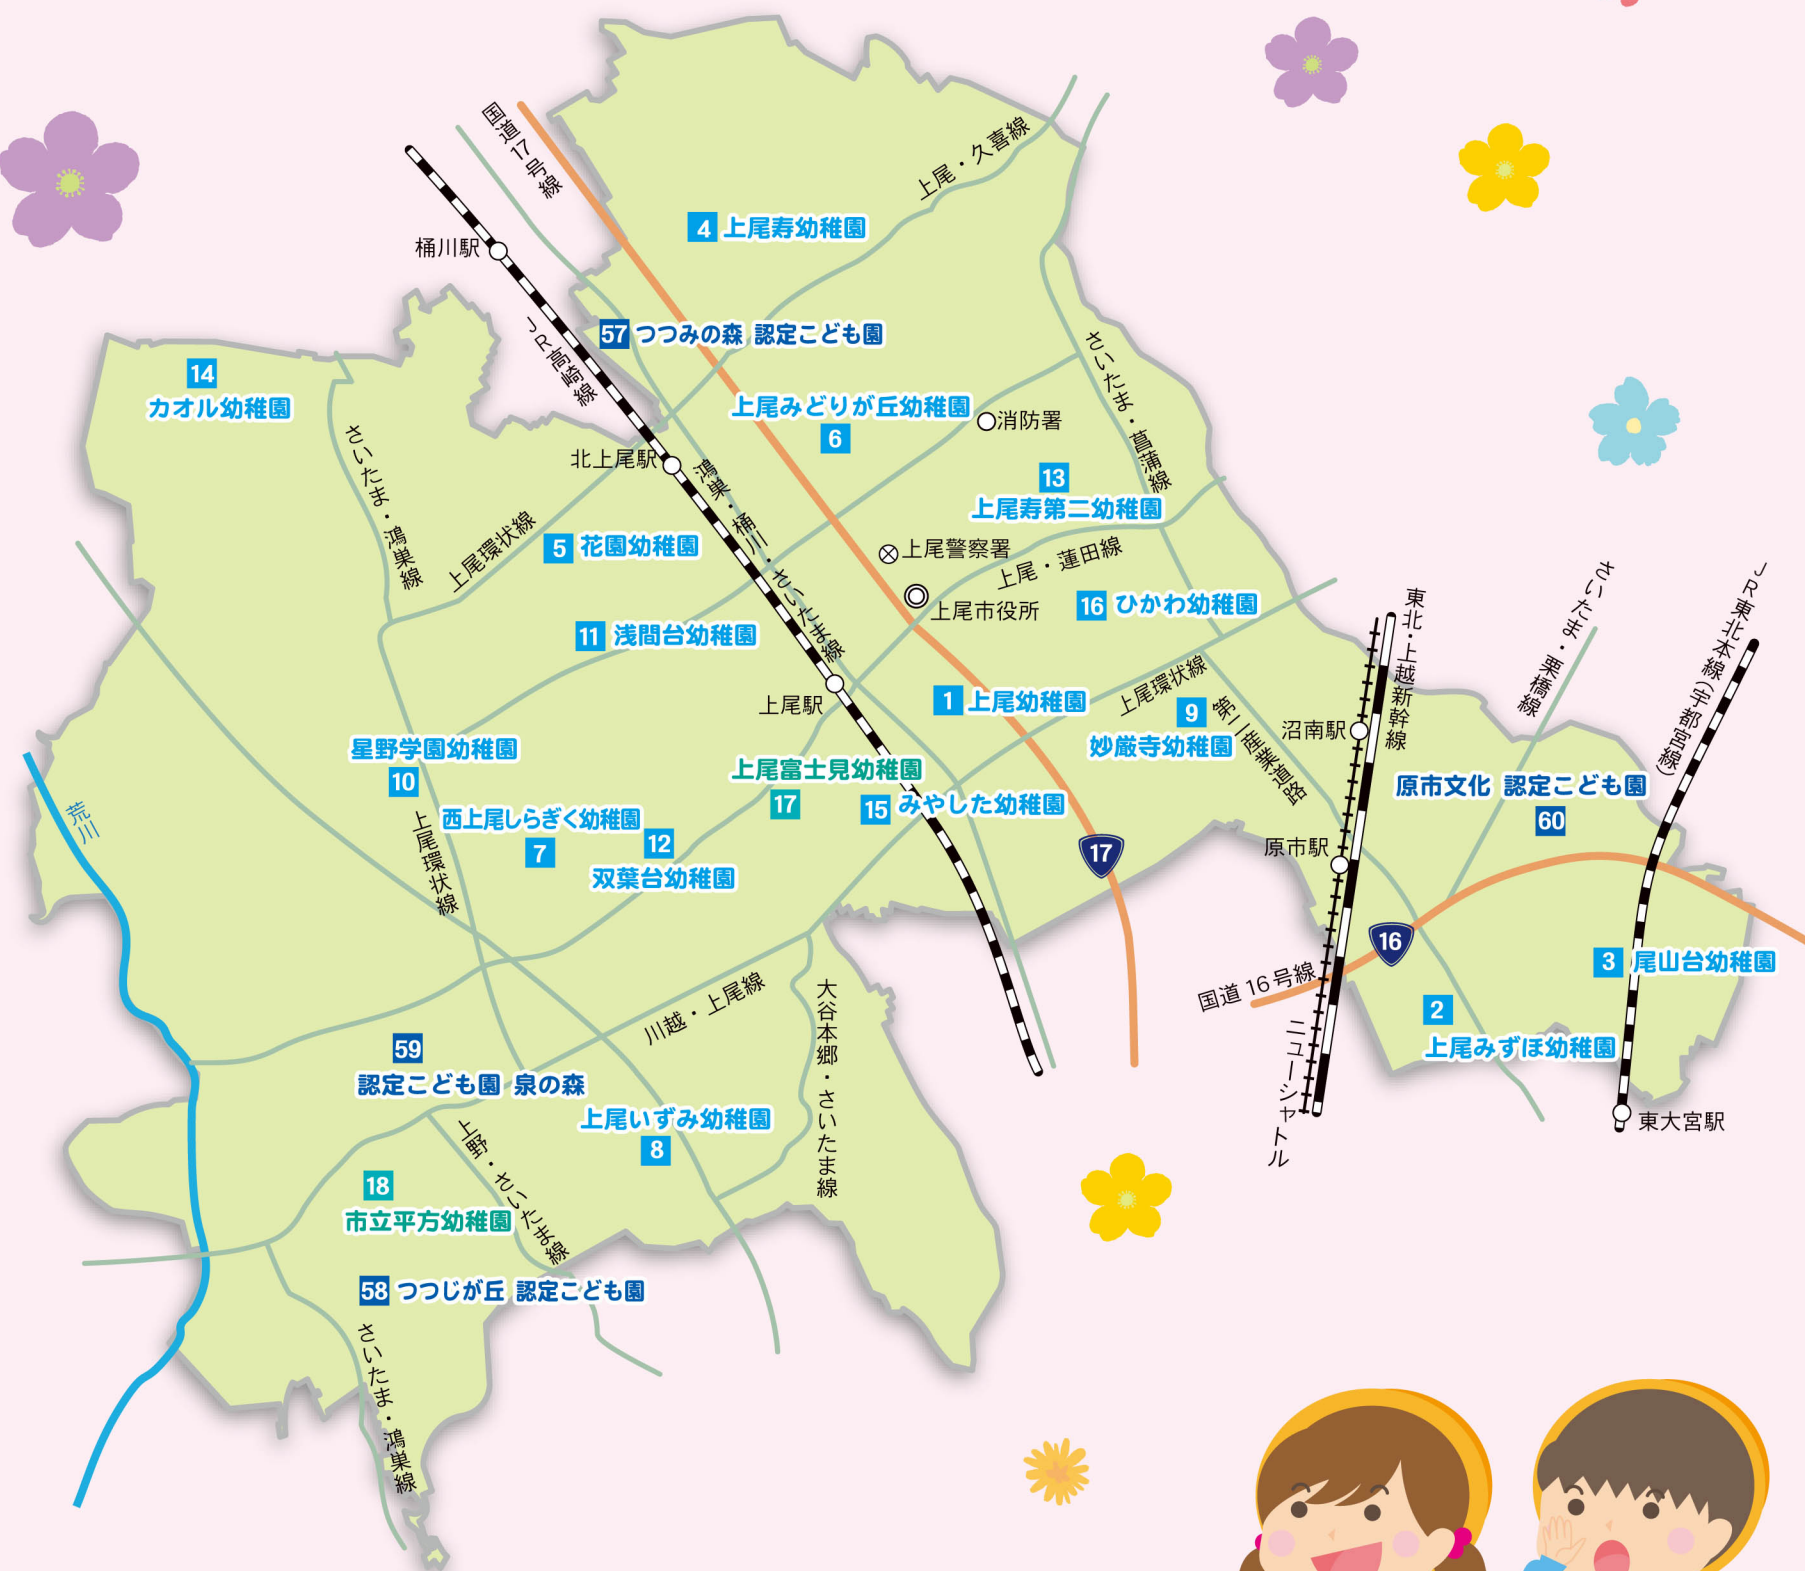 国道17号線
上尾・久喜線
4 上尾寿幼稚園
桶川駅
JR高崎線
57 つつみの森 認定こども園
さいたま・菖蒲線
14
カオル幼稚園
上尾みどりが丘幼稚園
6
消防署
さいたま・鴻巣線
北上尾駅
鴻巣・桶川・さいたま線
13
上尾寿第二幼稚園
上尾環状線
5 花園幼稚園
上尾警察署
上尾・蓮田線
上尾市役所
16 ひかわ幼稚園
11 浅間台幼稚園
東北・上越新幹線
さいたま・栗橋線
JR東北本線(宇都宮線)
上尾駅
1 上尾幼稚園
上尾環状線
9
妙厳寺幼稚園
第二産業道路
沼南駅
星野学園幼稚園
10
上尾富士見幼稚園
17
15 みやした幼稚園
原市文化 認定こども園
60
荒川
上尾環状線
西上尾しらぎく幼稚園
7
12
双葉台幼稚園
17
原市駅
16
国道16号線
3 尾山台幼稚園
2
上尾みずほ幼稚園
ニューシャトル
東大宮駅
川越・上尾線
大谷本郷・さいたま線
59
認定こども園 泉の森
上尾いずみ幼稚園
8
上野・さいたま線
18
市立平方幼稚園
58 つつじが丘 認定こども園
さいたま・鴻巣線